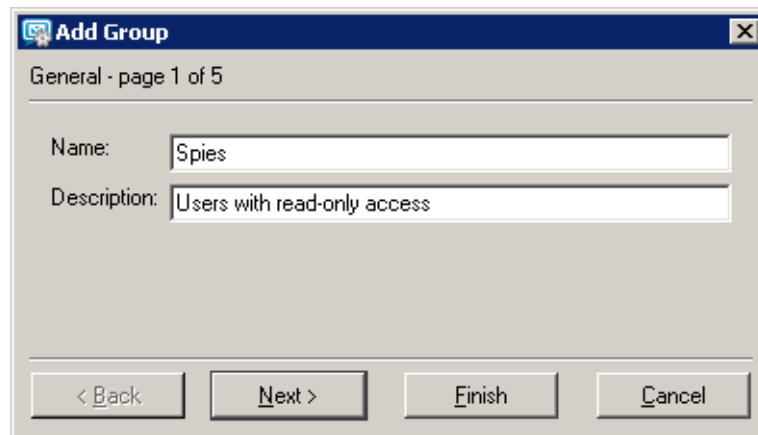 Add Group
General - page 1 of 5
Name: Spies
Description: Users with read-only access
< Back Next > Finish Cancel